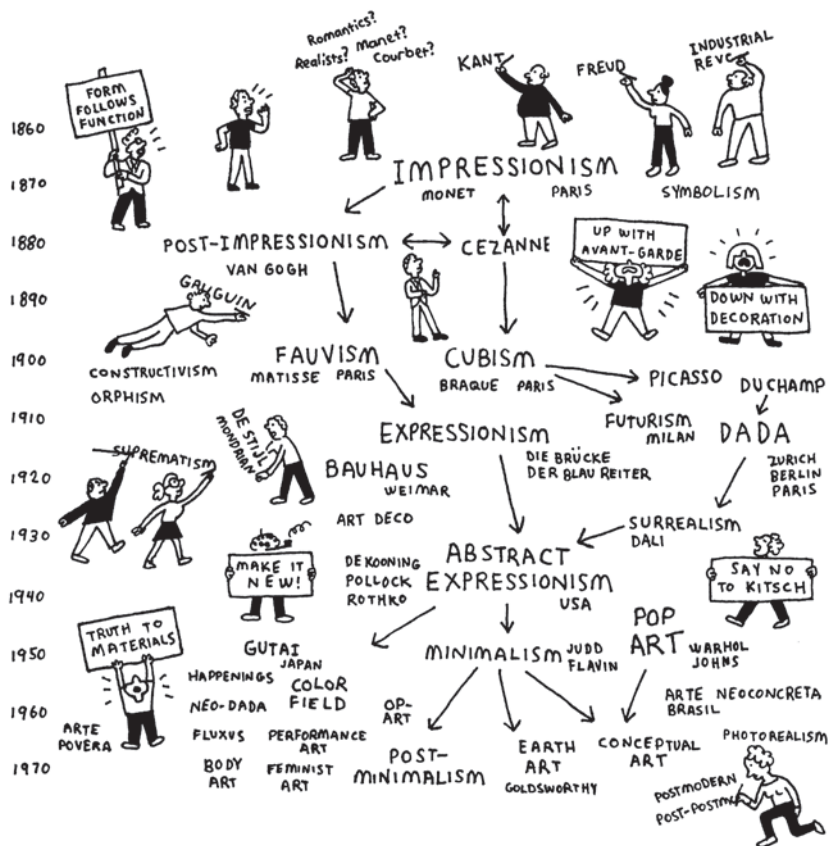 Romantics?
Realists? Manet?
Courbet?
KANT
FREUD
INDUSTRIAL
REVO
FORM
FOLLOWS
FUNCTION
1860
IMPRESSIONISM
MONET PARIS
SYMBOLISM
1870
1880
POST-IMPRESSIONISM
VAN GOGH
CEZANNE
UP WITH
AVANT-GARDE
DOWN WITH
DECORATION
1890
GAUGUIN
1900
CONSTRUCTIVISM
ORPHISM
FAUVISM
MATISSE PARIS
CUBISM
BRAQUE PARIS
PICASSO
DUCHAMP
1910
DE STIJL
MONDRIAN
EXPRESSIONISM
DIE BRÜCKE
DER BLAU REITER
FUTURISM
MILAN
DADA
ZURICH
BERLIN
PARIS
SUPREMATISM
1920
BAUHAUS
WEIMAR
ART DECO
1930
SURREALISM
DALI
MAKE IT
NEW!
DEKOONING
POLLOCK
ROTHKO
ABSTRACT
EXPRESSIONISM
USA
SAY NO
TO KITSCH
1940
TRUTH TO
MATERIALS
1950
GUTAI
JAPAN
MINIMALISM
JUDD
FLAVIN
POP
ART
WARHOL
JOHNS
HAPPENINGS
COLOR
FIELD
NEO-DADA
OP-
ART
ARTE NEOCONCRETA
BRASIL
1960
ARTE
POVERA
FLUXUS
PERFORMANCE
ART
POST-
MINIMALISM
EARTH
ART
GOLDSWORTHY
CONCEPTUAL
ART
PHOTOREALISM
1970
BODY
ART
FEMINIST
ART
POSTMODERN